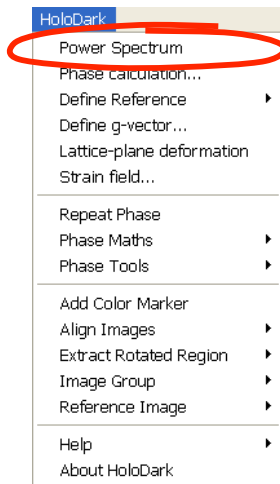 HoloDark
Power Spectrum
Phase calculation...
Define Reference
Define g-vector...
Lattice-plane deformation
Strain field...
Repeat Phase
Phase Maths
Phase Tools
Add Color Marker
Align Images
Extract Rotated Region
Image Group
Reference Image
Help
About HoloDark